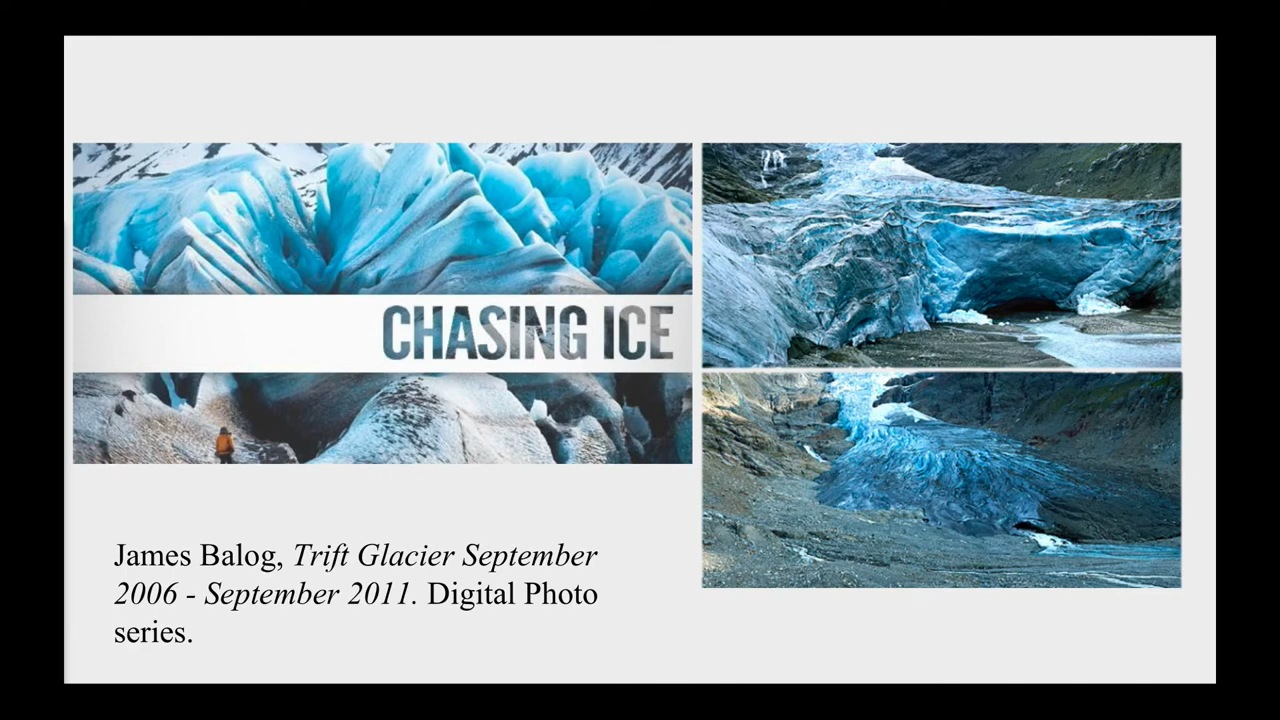 CHASING ICE
James Balog, Trift Glacier September
2006 - September 2011. Digital Photo
series.